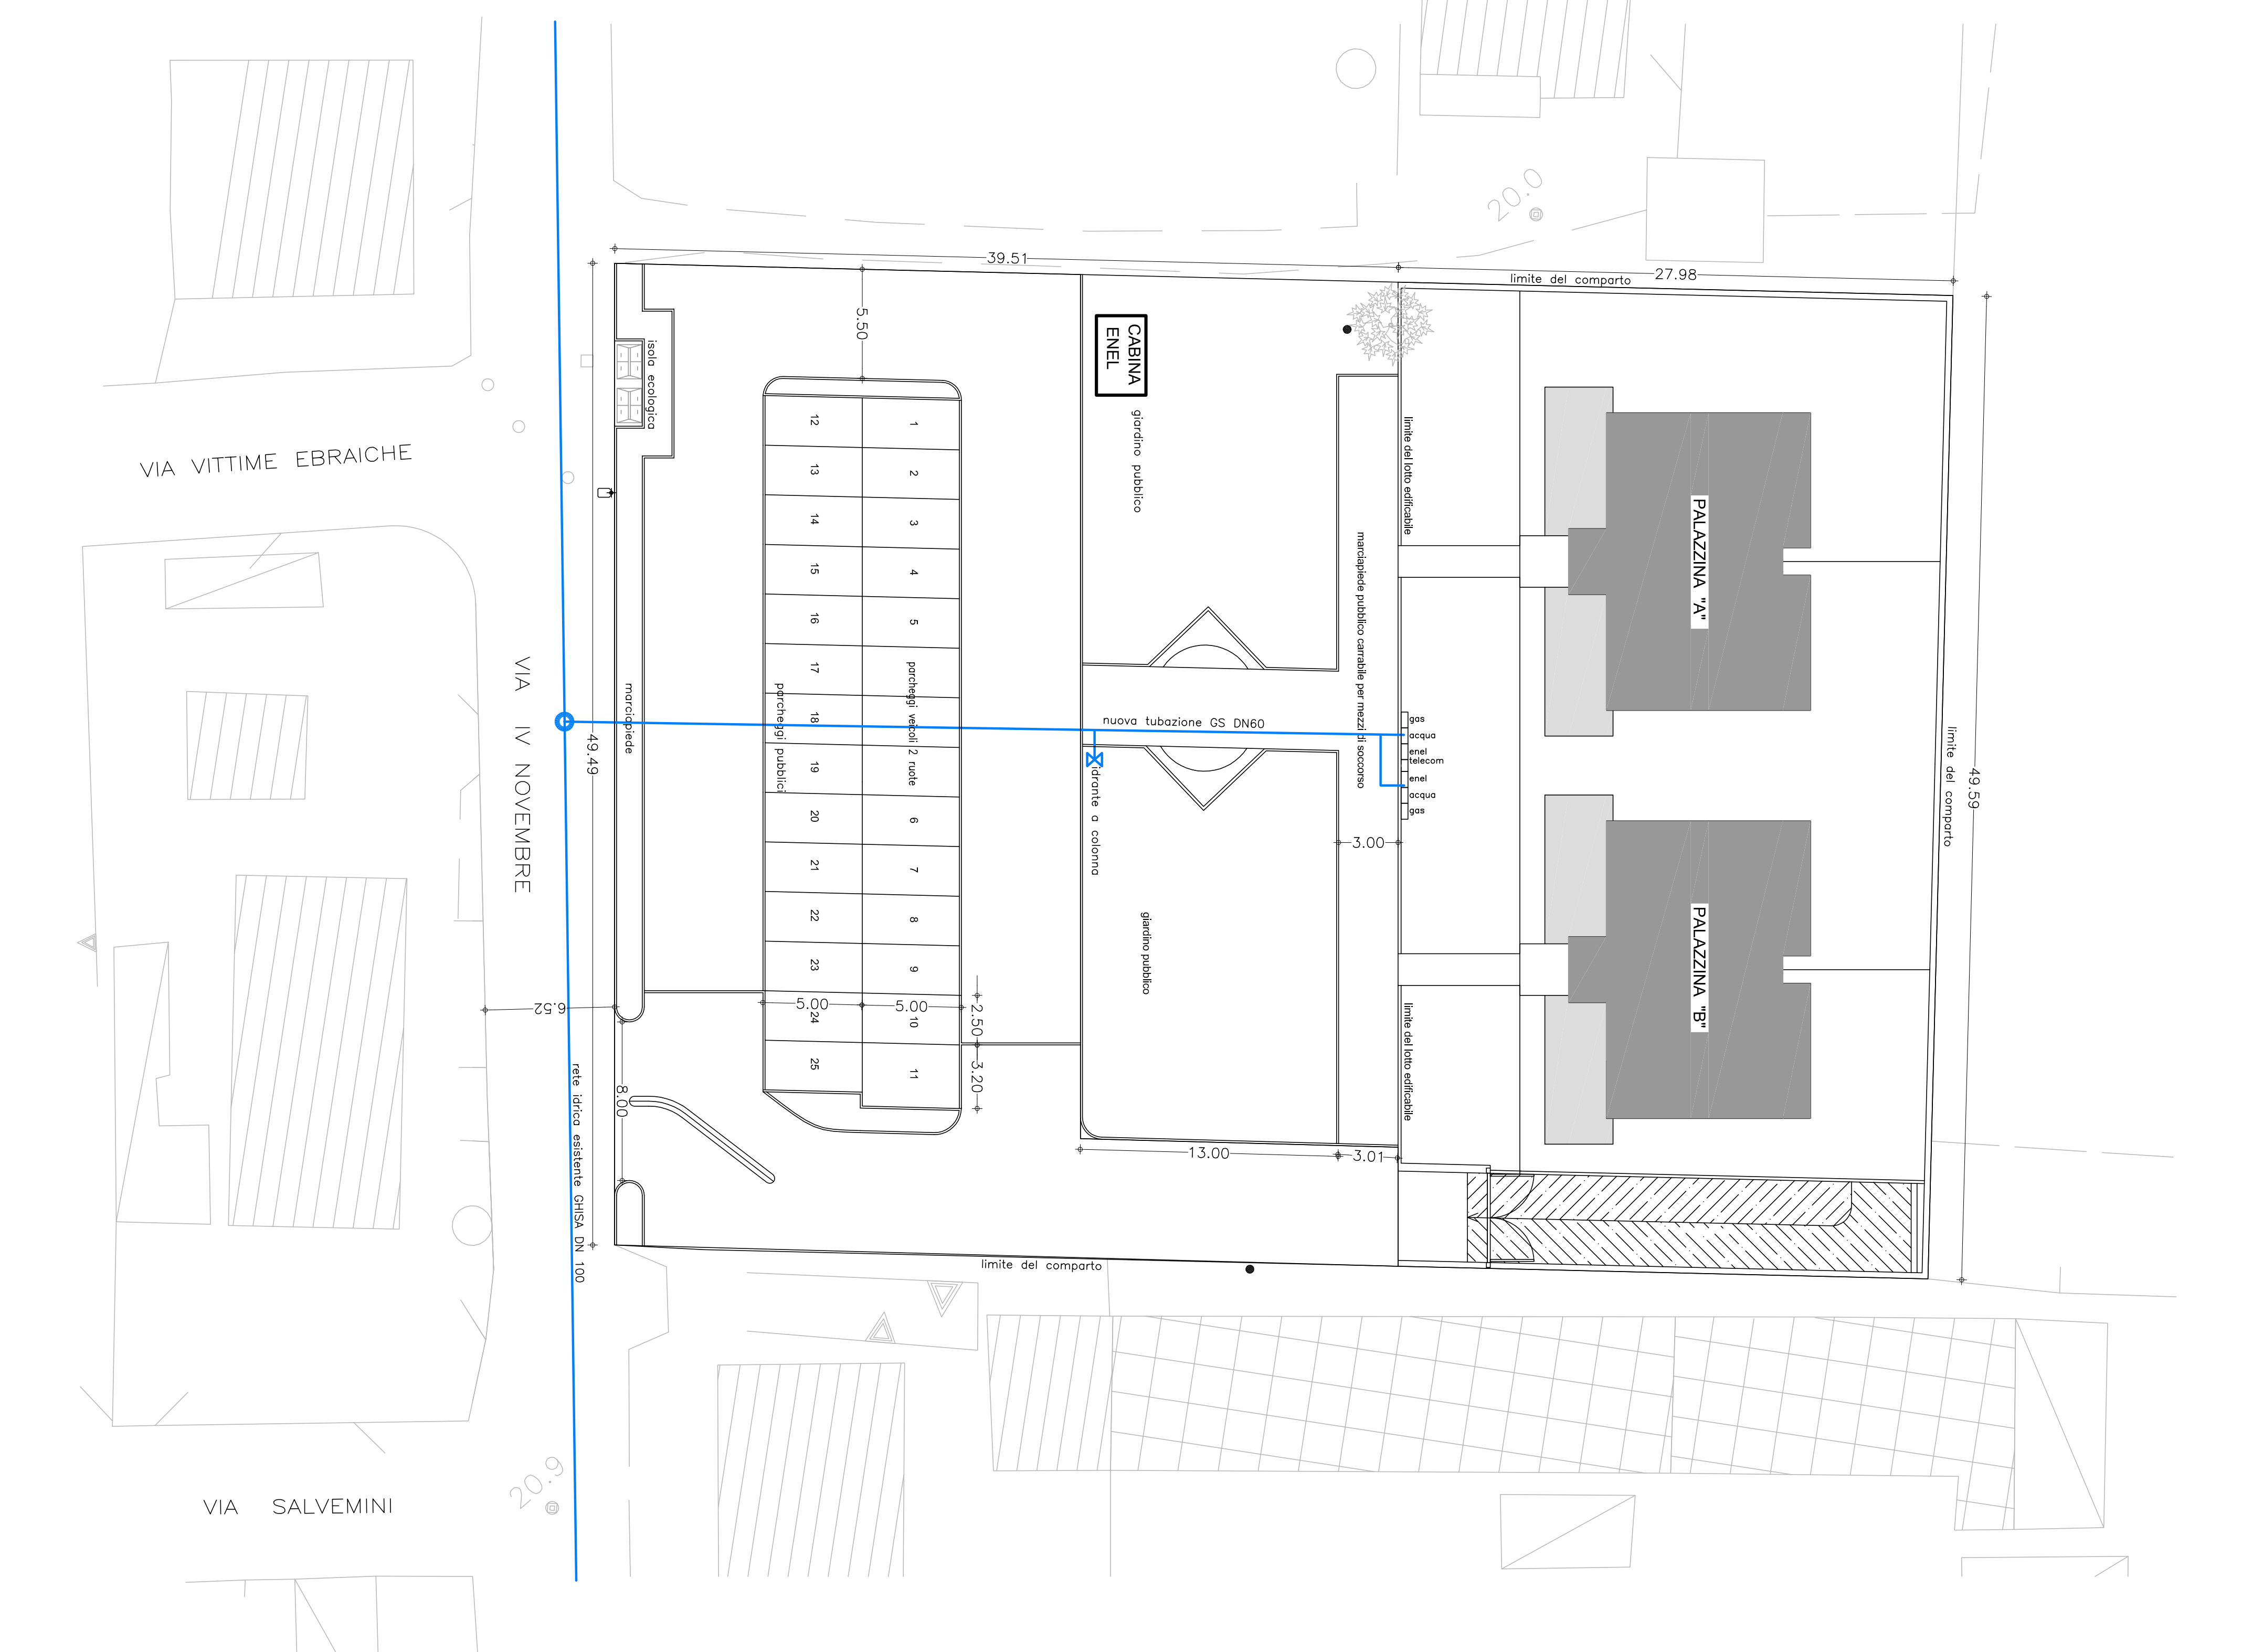 20.0
39.51
27.98
limite del comparto
5.50
CABINA
ENEL
isola ecologica
giardino pubblico
limite del lotto edificabile
VIA VITTIME EBRAICHE
12
1
13
2
14
3
15
4
16
5
17
18
19
20
6
21
7
22
8
23
9
24
10
25
11
parcheggi veicoli 2 ruote
parcheggi pubblici
marciapiede
marciapiede pubblico carrabile per mezzi di soccorso
PALAZZINA "A"
VIA IV NOVEMBRE
49.49
nuova tubazione GS DN60
gas
acqua
enel
telecom
enel
acqua
gas
idrante a colonna
limite del comparto
49.59
3.00
giardino pubblico
PALAZZINA "B"
6.52
5.00
5.00
2.50
3.20
8.00
limite del lotto edificabile
rete idrica esistente GHISA DN 100
13.00
3.01
limite del comparto
20.9
VIA SALVEMINI